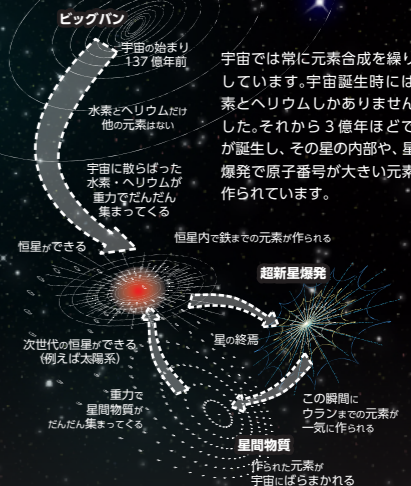 ビッグバン
宇宙の始まり
137 億年前
宇宙では常に元素合成を繰り
しています。宇宙誕生時には
素とヘリウムしかありません
した。それから 3 億年ほどで
が誕生し、その星の内部や、星
爆発で原子番号が大きい元素
作られています。
水素とヘリウムだけ
他の元素はない
宇宙に散らばった
水素・ヘリウムが
重力でだんだん
集まってくる
恒星ができる
恒星内で鉄までの元素が作られる
超新星爆発
次世代の恒星ができる
(例えば太陽系)
星の終焉
重力で
星間物質が
だんだん集まってくる
この瞬間に
ウランまでの元素が
一気に作られる
星間物質
作られた元素が
宇宙にばらまかれる